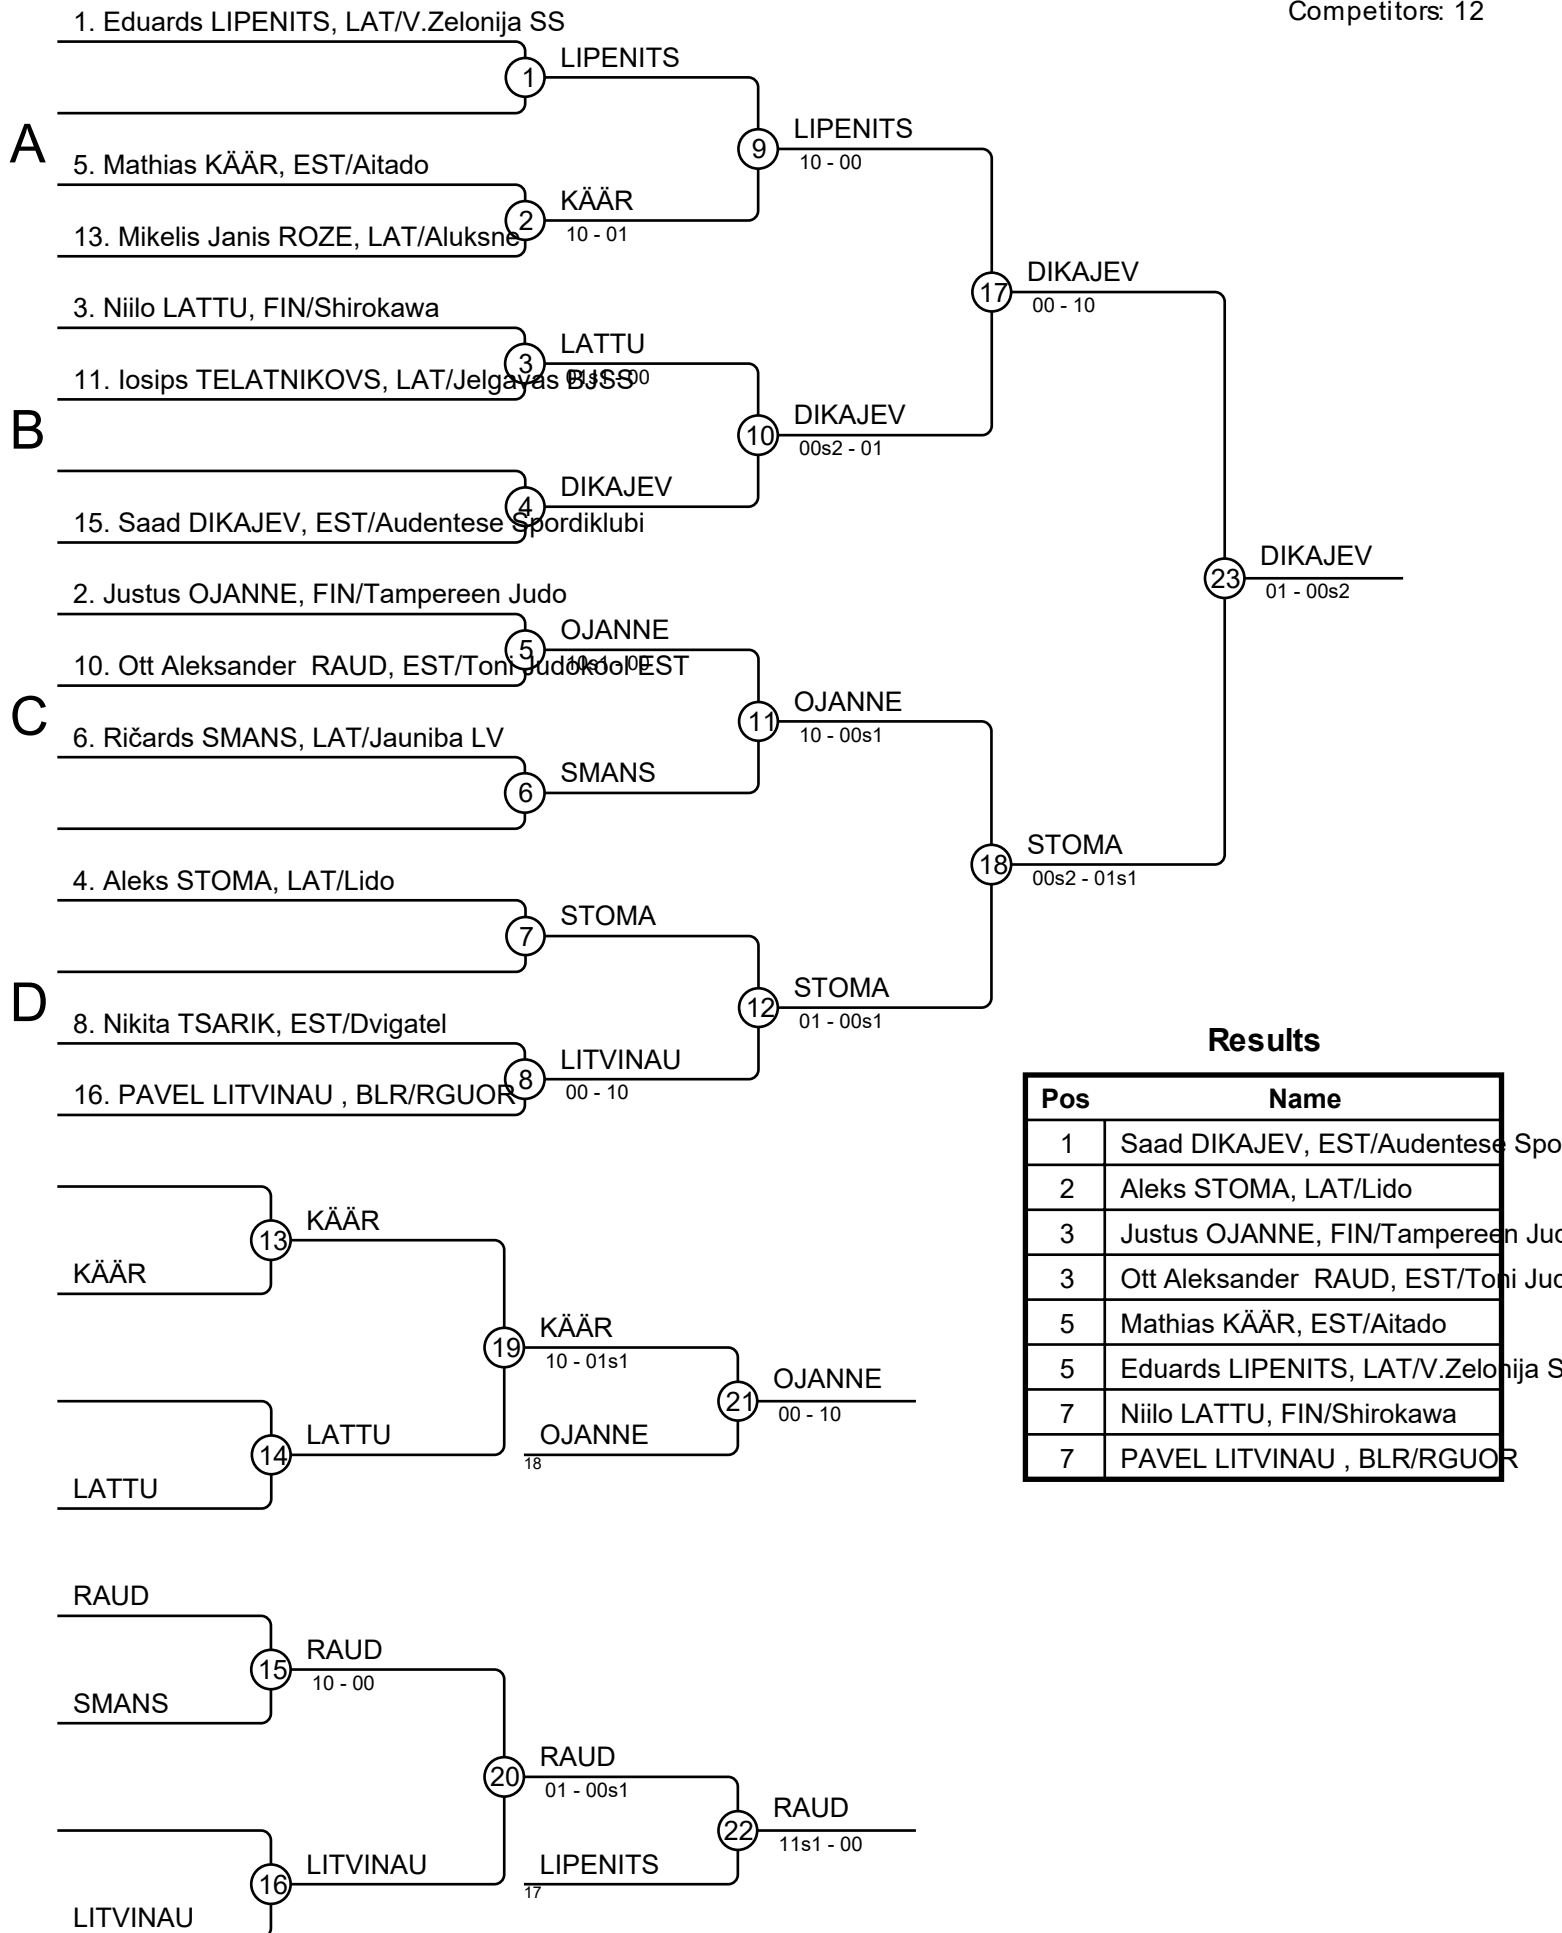 Competitors: 12
1. Eduards LIPENITS, LAT/V.Zelonija SS
1
LIPENITS
A
9
LIPENITS
10 - 00
5. Mathias KÄÄR, EST/Aitado
2
KÄÄR
10 - 01
13. Mikelis Janis ROZE, LAT/Aluksne
17
DIKAJEV
00 - 10
3. Niilo LATTU, FIN/Shirokawa
3
LATTU
01s1 - 00
11. Iosips TELATNIKOVS, LAT/Jelgavas BJSS
B
10
DIKAJEV
00s2 - 01
4
DIKAJEV
15. Saad DIKAJEV, EST/Audentese Spordiklubi
23
DIKAJEV
01 - 00s2
2. Justus OJANNE, FIN/Tampereen Judo
5
OJANNE
10s1 - 00
10. Ott Aleksander  RAUD, EST/Toni Judokool EST
C
11
OJANNE
10 - 00s1
6. Ričards SMANS, LAT/Jauniba LV
6
SMANS
18
STOMA
00s2 - 01s1
4. Aleks STOMA, LAT/Lido
7
STOMA
D
12
STOMA
01 - 00s1
8. Nikita TSARIK, EST/Dvigatel
8
LITVINAU
00 - 10
16. PAVEL LITVINAU , BLR/RGUOR
Results
Pos Name
1 Saad DIKAJEV, EST/Audentese Spo
2 Aleks STOMA, LAT/Lido
3 Justus OJANNE, FIN/Tampereen Jud
3 Ott Aleksander  RAUD, EST/Toni Jud
5 Mathias KÄÄR, EST/Aitado
5 Eduards LIPENITS, LAT/V.Zelonija S
7 Niilo LATTU, FIN/Shirokawa
7 PAVEL LITVINAU , BLR/RGUOR
13
KÄÄR
KÄÄR
19
KÄÄR
10 - 01s1
21
OJANNE
00 - 10
14
LATTU
OJANNE
18
LATTU
RAUD
15
RAUD
10 - 00
SMANS
20
RAUD
01 - 00s1
22
RAUD
11s1 - 00
16
LITVINAU
LIPENITS
17
LITVINAU